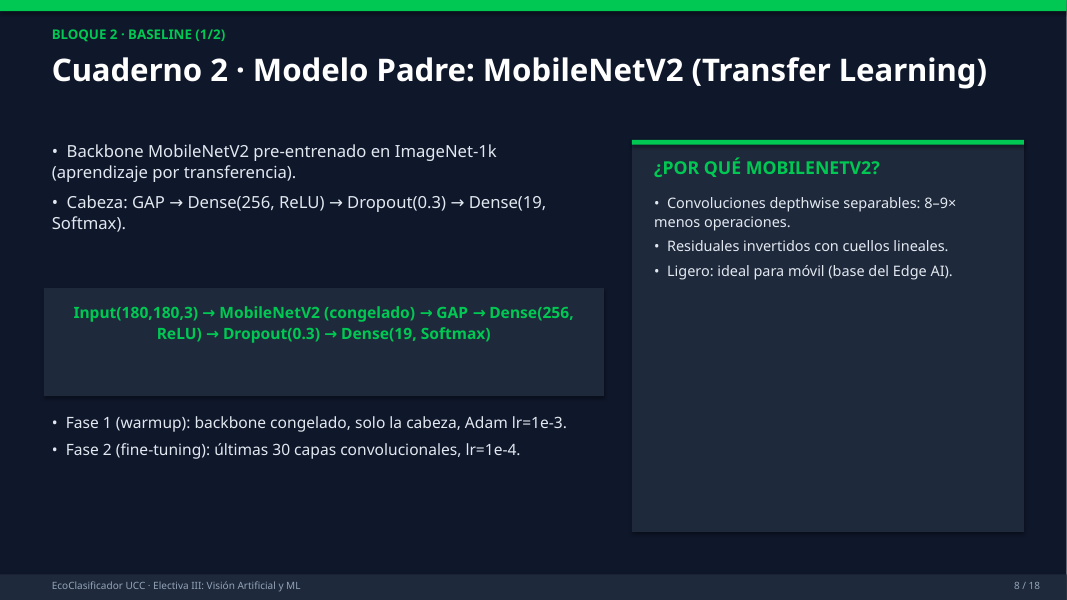 BLOQUE 2 · BASELINE (1/2)
Cuaderno 2 · Modelo Padre: MobileNetV2 (Transfer Learning)
• Backbone MobileNetV2 pre-entrenado en ImageNet-1k
(aprendizaje por transferencia).
• Cabeza: GAP → Dense(256, ReLU) → Dropout(0.3) → Dense(19,
Softmax).
Input(180,180,3) → MobileNetV2 (congelado) → GAP → Dense(256,
ReLU) → Dropout(0.3) → Dense(19, Softmax)
• Fase 1 (warmup): backbone congelado, solo la cabeza, Adam lr=1e-3.
• Fase 2 (fine-tuning): últimas 30 capas convolucionales, lr=1e-4.
¿POR QUÉ MOBILENETV2?
• Convoluciones depthwise separables: 8–9×
menos operaciones.
• Residuales invertidos con cuellos lineales.
• Ligero: ideal para móvil (base del Edge AI).
EcoClasificador UCC · Electiva III: Visión Artificial y ML
8 / 18